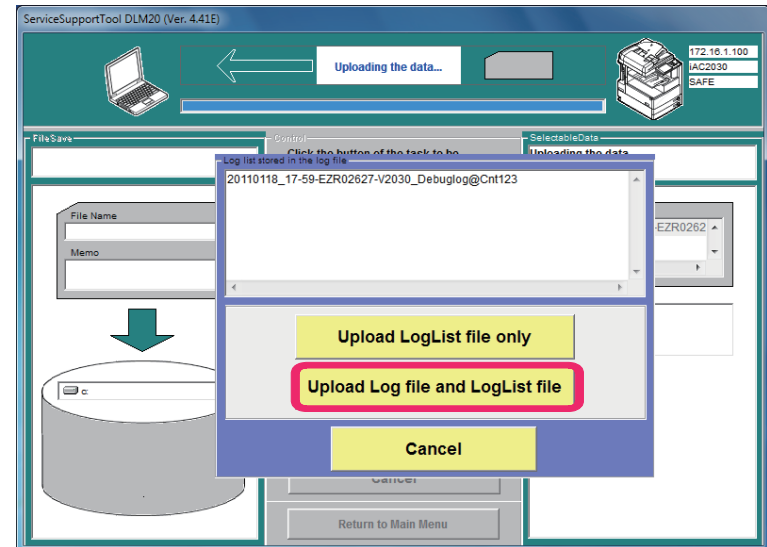 ServiceSupportTool DLM20 (Ver. 4.41E)
Uploading the data...
172.16.1.100
iAC2030
SAFE
FileSave
Control
SelectableData
Click the button of the task to be
Uploading the data
Log list stored in the log file
20110118_17-59-EZR02627-V2030_Debuglog@Cnt123
File Name
-EZR0262
Memo
Upload LogList file only
Upload Log file and LogList file
c:
Cancel
Cancel
Return to Main Menu